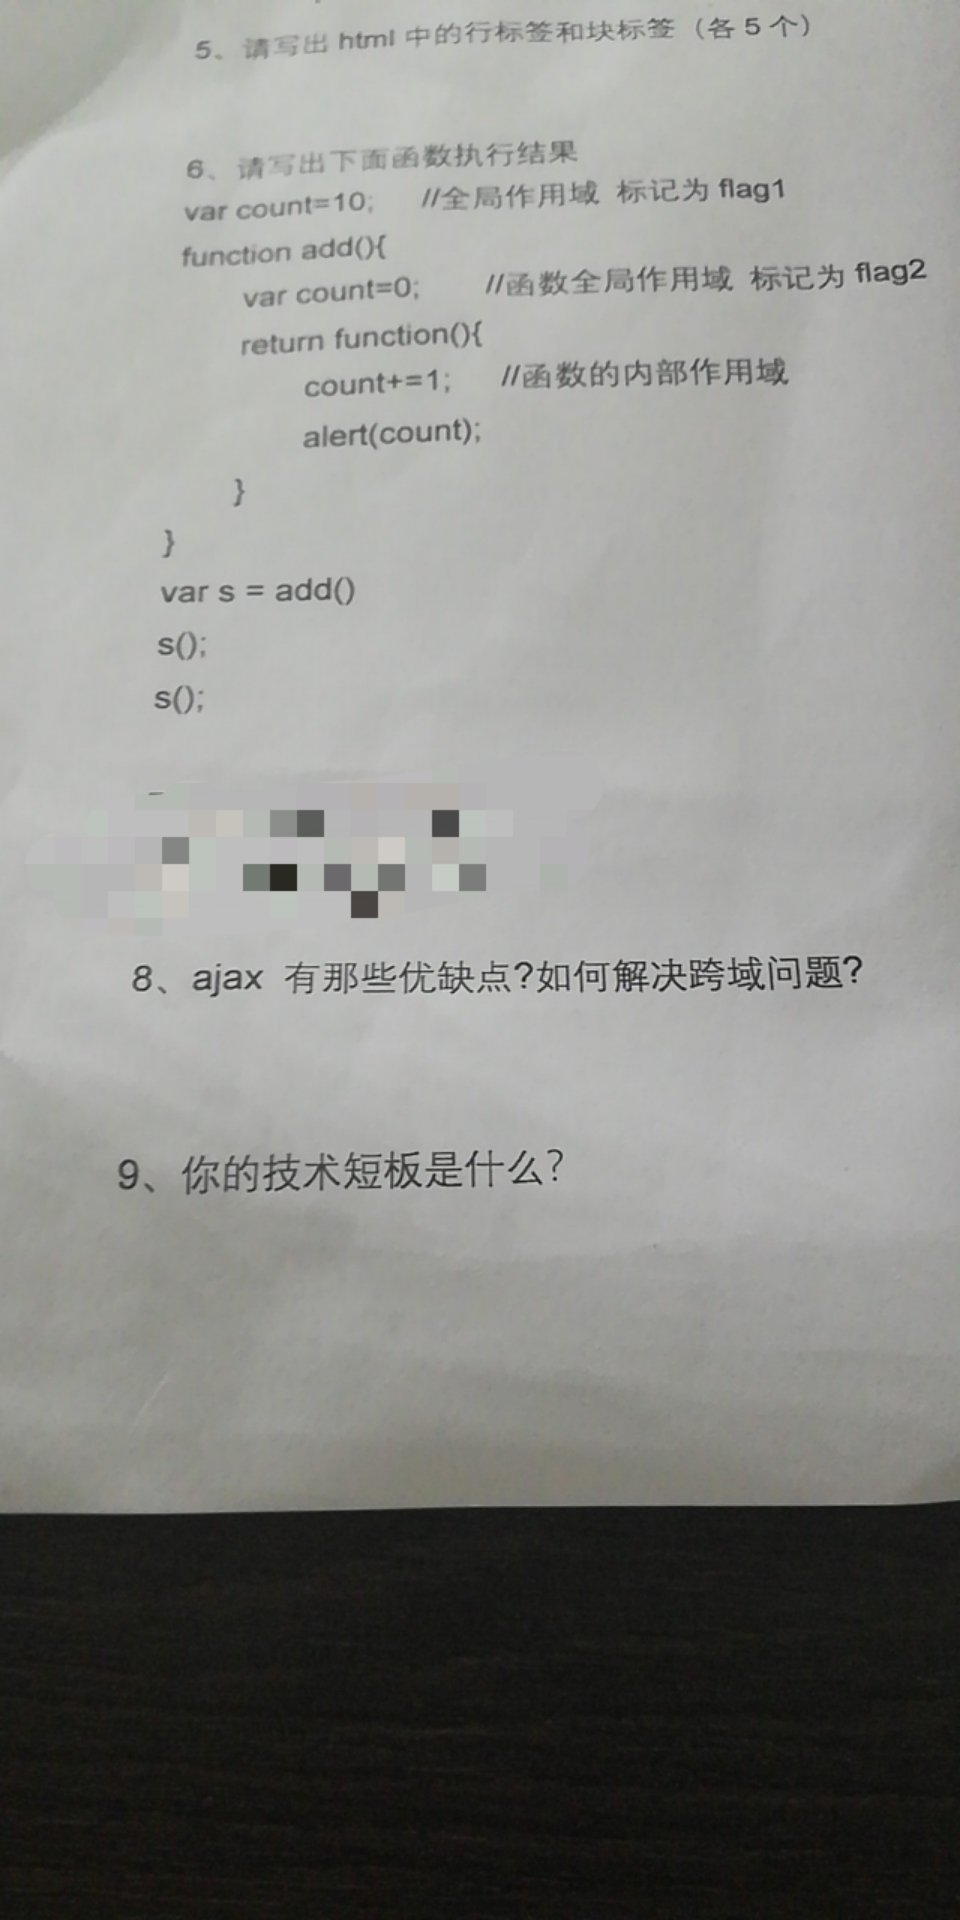 5、请写出 html 中的行标签和块标签（各 5 个）
6、请写出下面函数执行结果
var count=10; //全局作用域 标记为 flag1
function add(){
var count=0; //函数全局作用域 标记为 flag2
return function(){
count+=1; //函数的内部作用域
alert(count);
}
}
var s = add()
s();
s();
8、ajax 有那些优缺点?如何解决跨域问题?
9、你的技术短板是什么?